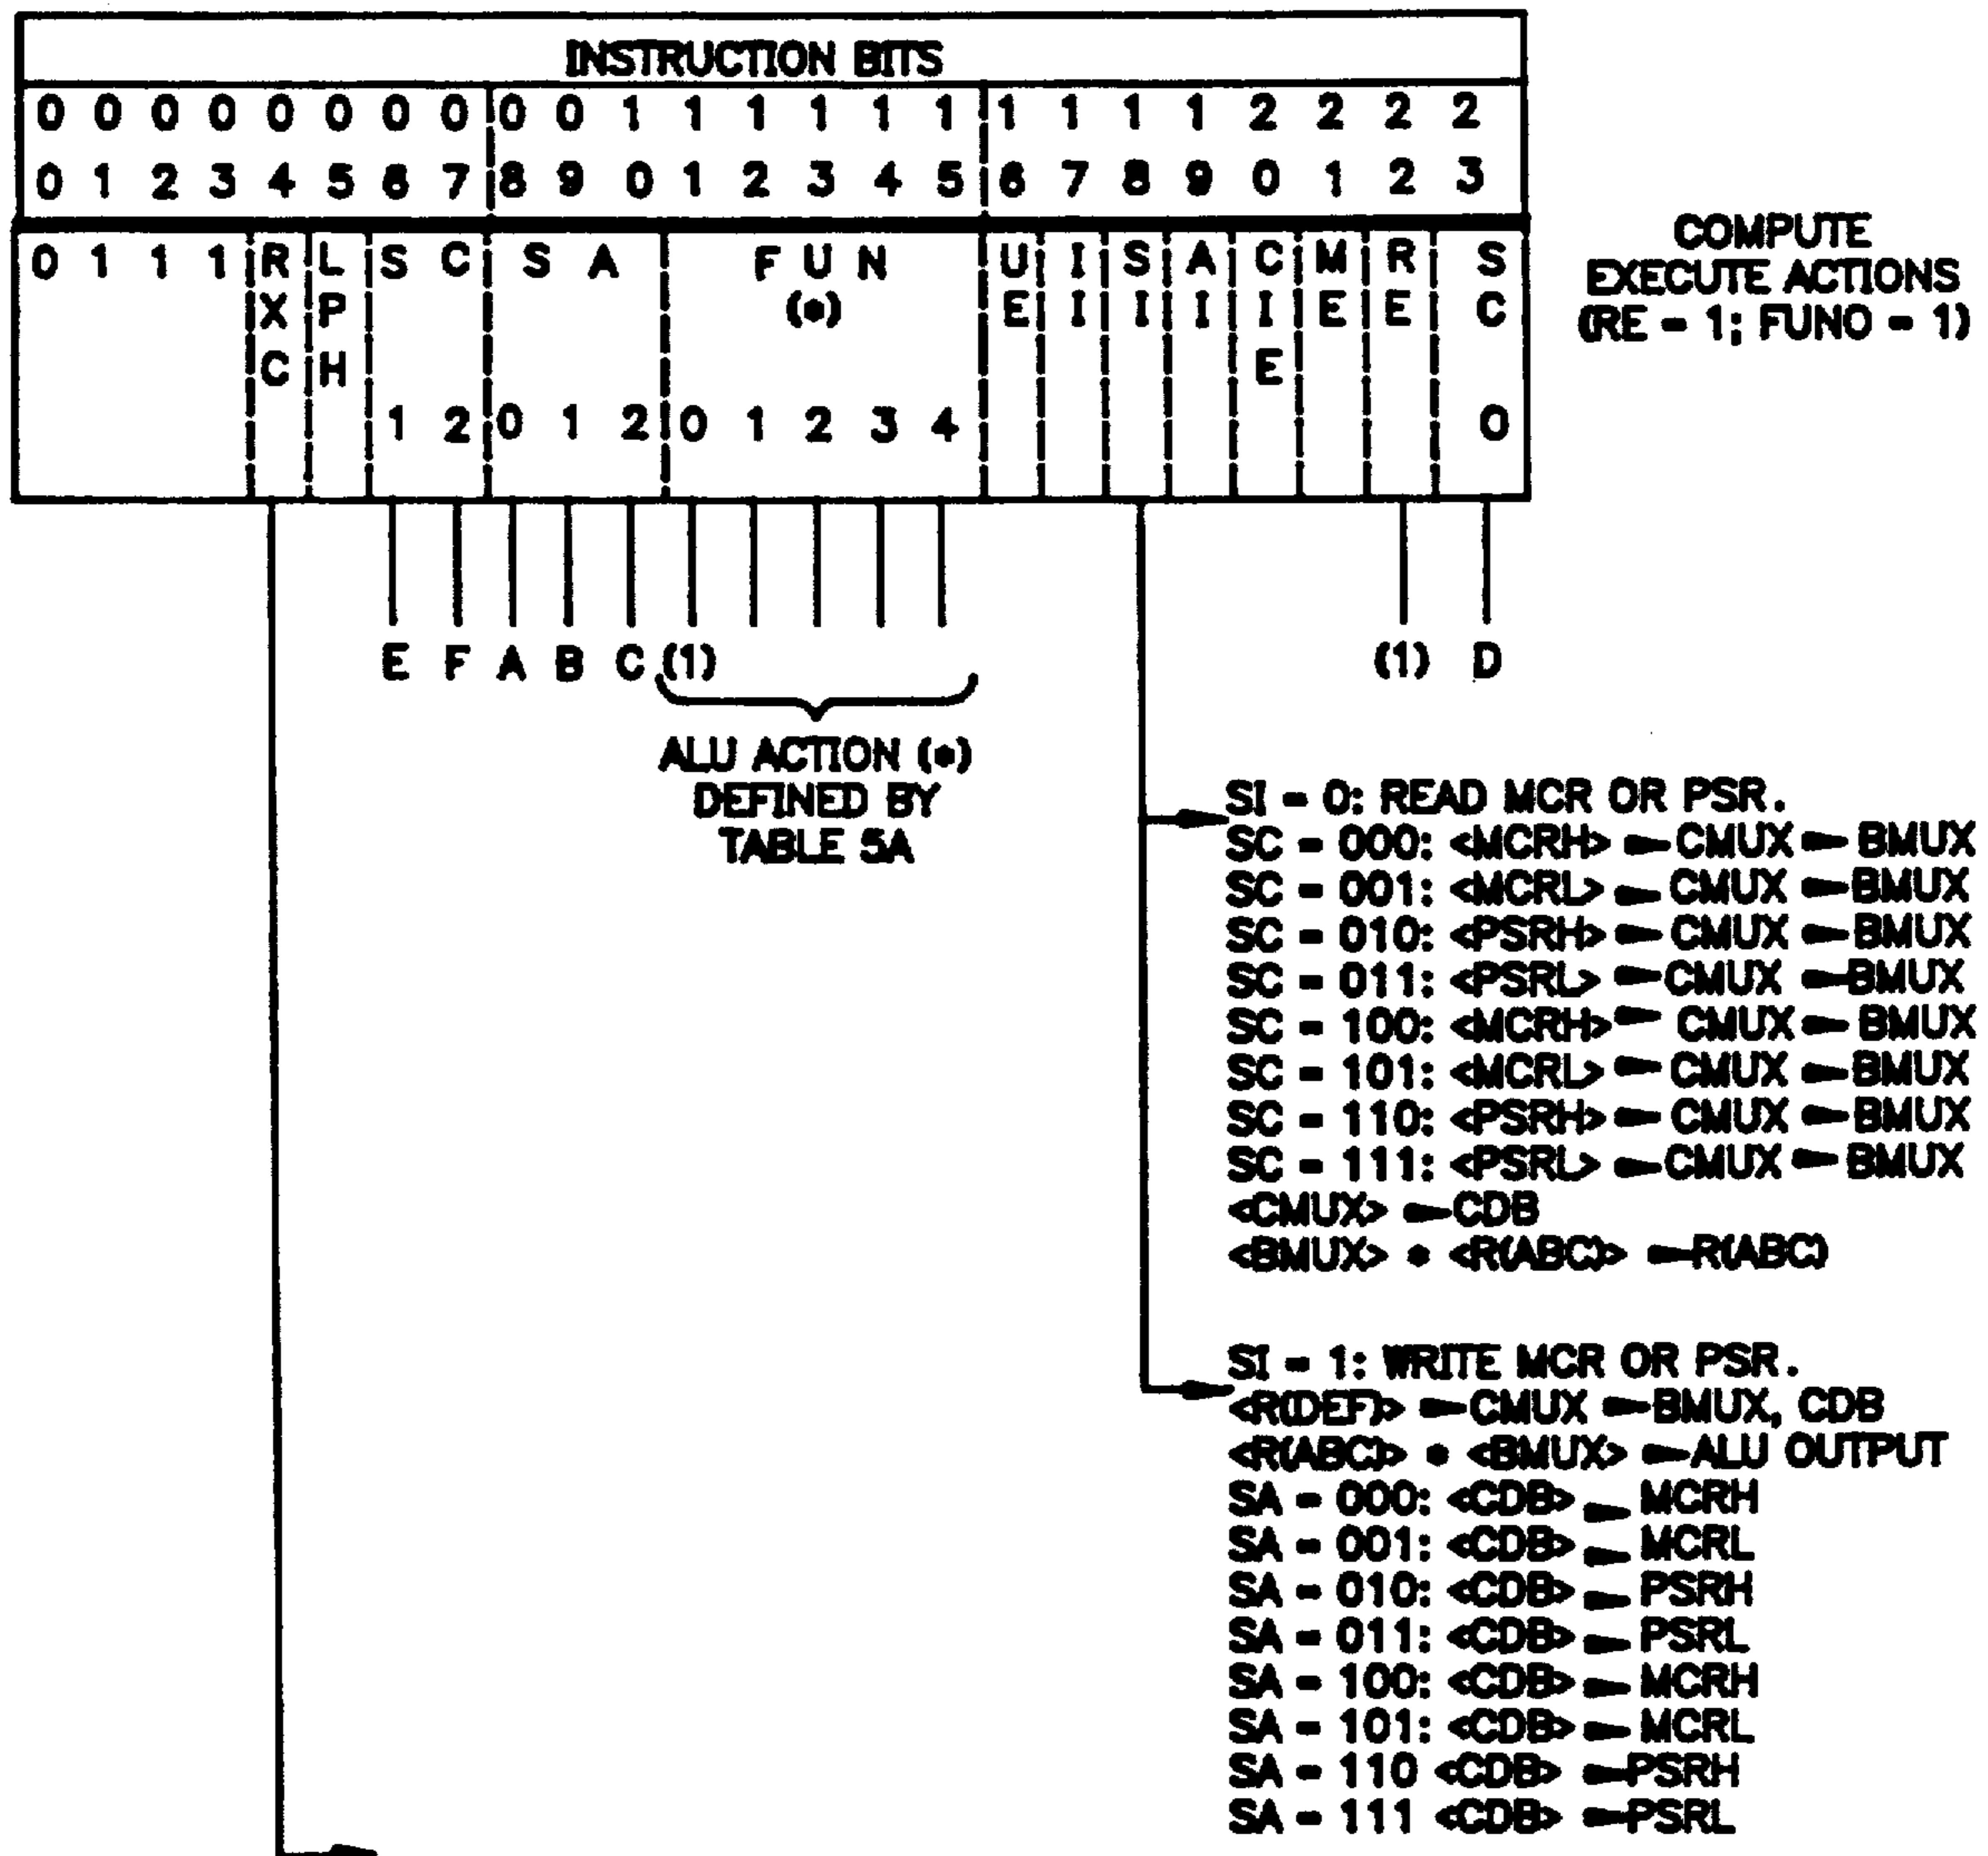 INSTRUCTION BITS
0 0 0 0 0 0 0 0 0 0 1 1 1 1 1 1 1 1 1 1 2 2 2 2
0 1 2 3 4 5 6 7 8 9 0 1 2 3 4 5 6 7 8 9 0 1 2 3
0 1 1 1 R L S C S A F U N U I S A C M R S
X P (*) E I I I I E E C
C H E
1 2 0 1 2 0 1 2 3 4 0
COMPUTE
EXECUTE ACTIONS
(RE = 1; FUN0 = 1)
E F A B C (1) (1) D
ALU ACTION (*)
DEFINED BY
TABLE 5A
SI = 0: READ MCR OR PSR.
SC = 000: <MCRH> → CMUX → BMUX
SC = 001: <MCRL> → CMUX → BMUX
SC = 010: <PSRH> → CMUX → BMUX
SC = 011: <PSRL> → CMUX → BMUX
SC = 100: <MCRH> → CMUX → BMUX
SC = 101: <MCRL> → CMUX → BMUX
SC = 110: <PSRH> → CMUX → BMUX
SC = 111: <PSRL> → CMUX → BMUX
<CMUX> → CDB
<BMUX> * <R(ABC)> → R(ABC)
SI = 1: WRITE MCR OR PSR.
<R(DEF)> → CMUX → BMUX, CDB
<R(ABC)> * <BMUX> → ALU OUTPUT
SA = 000: <CDB> → MCRH
SA = 001: <CDB> → MCRL
SA = 010: <CDB> → PSRH
SA = 011: <CDB> → PSRL
SA = 100: <CDB> → MCRH
SA = 101: <CDB> → MCRL
SA = 110 <CDB> → PSRH
SA = 111 <CDB> → PSRL